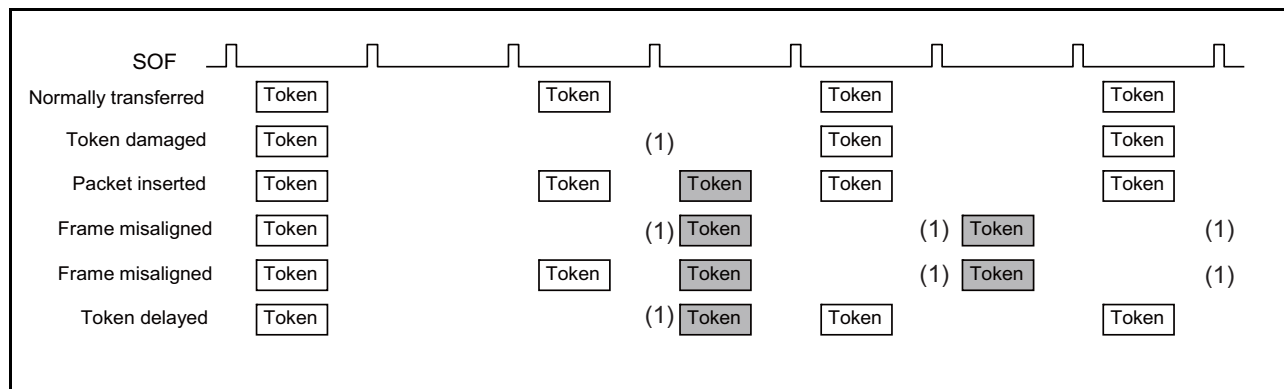 SOF
Normally transferred Token Token Token Token
Token damaged Token (1) Token Token
Packet inserted Token Token Token Token Token
Frame misaligned Token (1) Token (1) Token (1)
Frame misaligned Token Token Token (1) Token (1)
Token delayed Token (1) Token Token Token